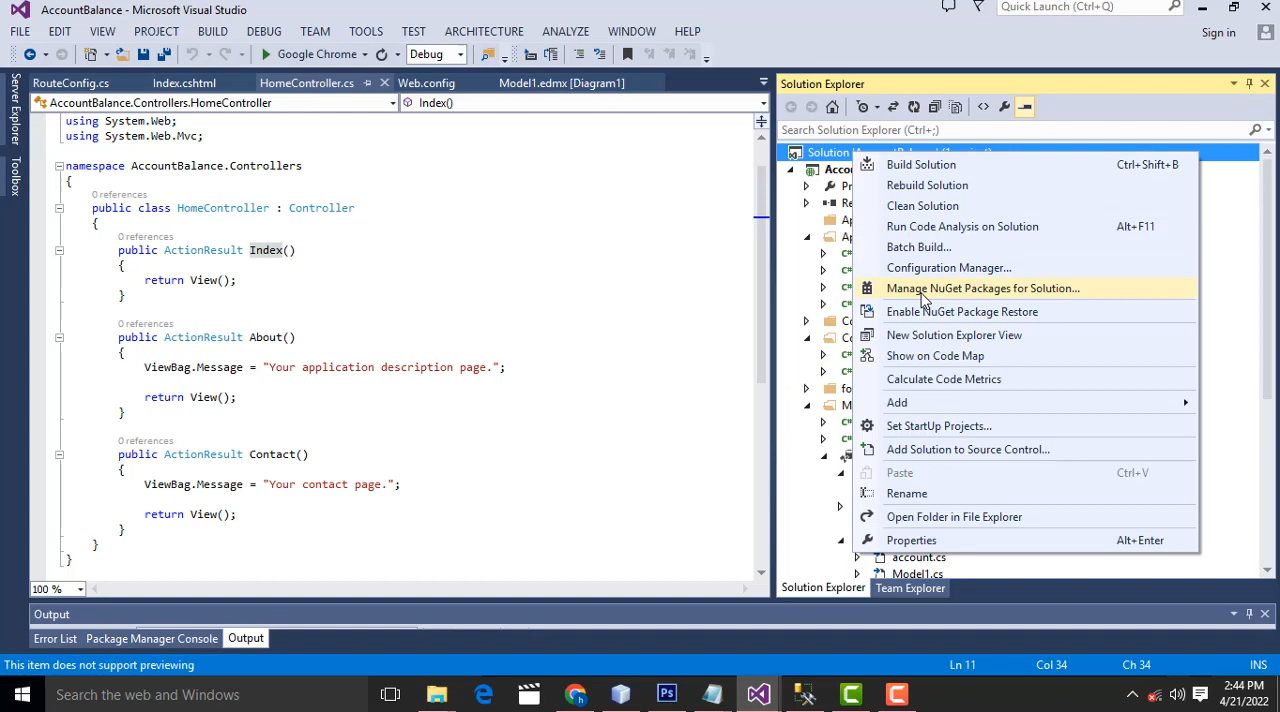 AccountBalance - Microsoft Visual Studio
Quick Launch (Ctrl+Q)
FILE EDIT VIEW PROJECT BUILD DEBUG TEAM TOOLS TEST ARCHITECTURE ANALYZE WINDOW HELP
Sign in
Google Chrome Debug
Server Explorer
Toolbox
RouteConfig.cs Index.cshtml HomeController.cs Web.config Model1.edmx [Diagram1]
AccountBalance.Controllers.HomeController Index()
using System.Web;
using System.Web.Mvc;
namespace AccountBalance.Controllers
{
0 references
public class HomeController : Controller
{
0 references
public ActionResult Index()
{
return View();
}
0 references
public ActionResult About()
{
ViewBag.Message = "Your application description page.";
return View();
}
0 references
public ActionResult Contact()
{
ViewBag.Message = "Your contact page.";
return View();
}
}
}
100 %
Solution Explorer
Search Solution Explorer (Ctrl+;)
Solution
Build Solution Ctrl+Shift+B
Rebuild Solution
Clean Solution
Run Code Analysis on Solution Alt+F11
Batch Build...
Configuration Manager...
Manage NuGet Packages for Solution...
Enable NuGet Package Restore
New Solution Explorer View
Show on Code Map
Calculate Code Metrics
Add
Set StartUp Projects...
Add Solution to Source Control...
Paste Ctrl+V
Rename
Open Folder in File Explorer
Properties Alt+Enter
account.cs
Model1.cs
Solution Explorer Team Explorer
Output
Error List Package Manager Console Output
This item does not support previewing Ln 11 Col 34 Ch 34 INS
Search the web and Windows
2:44 PM
4/21/2022